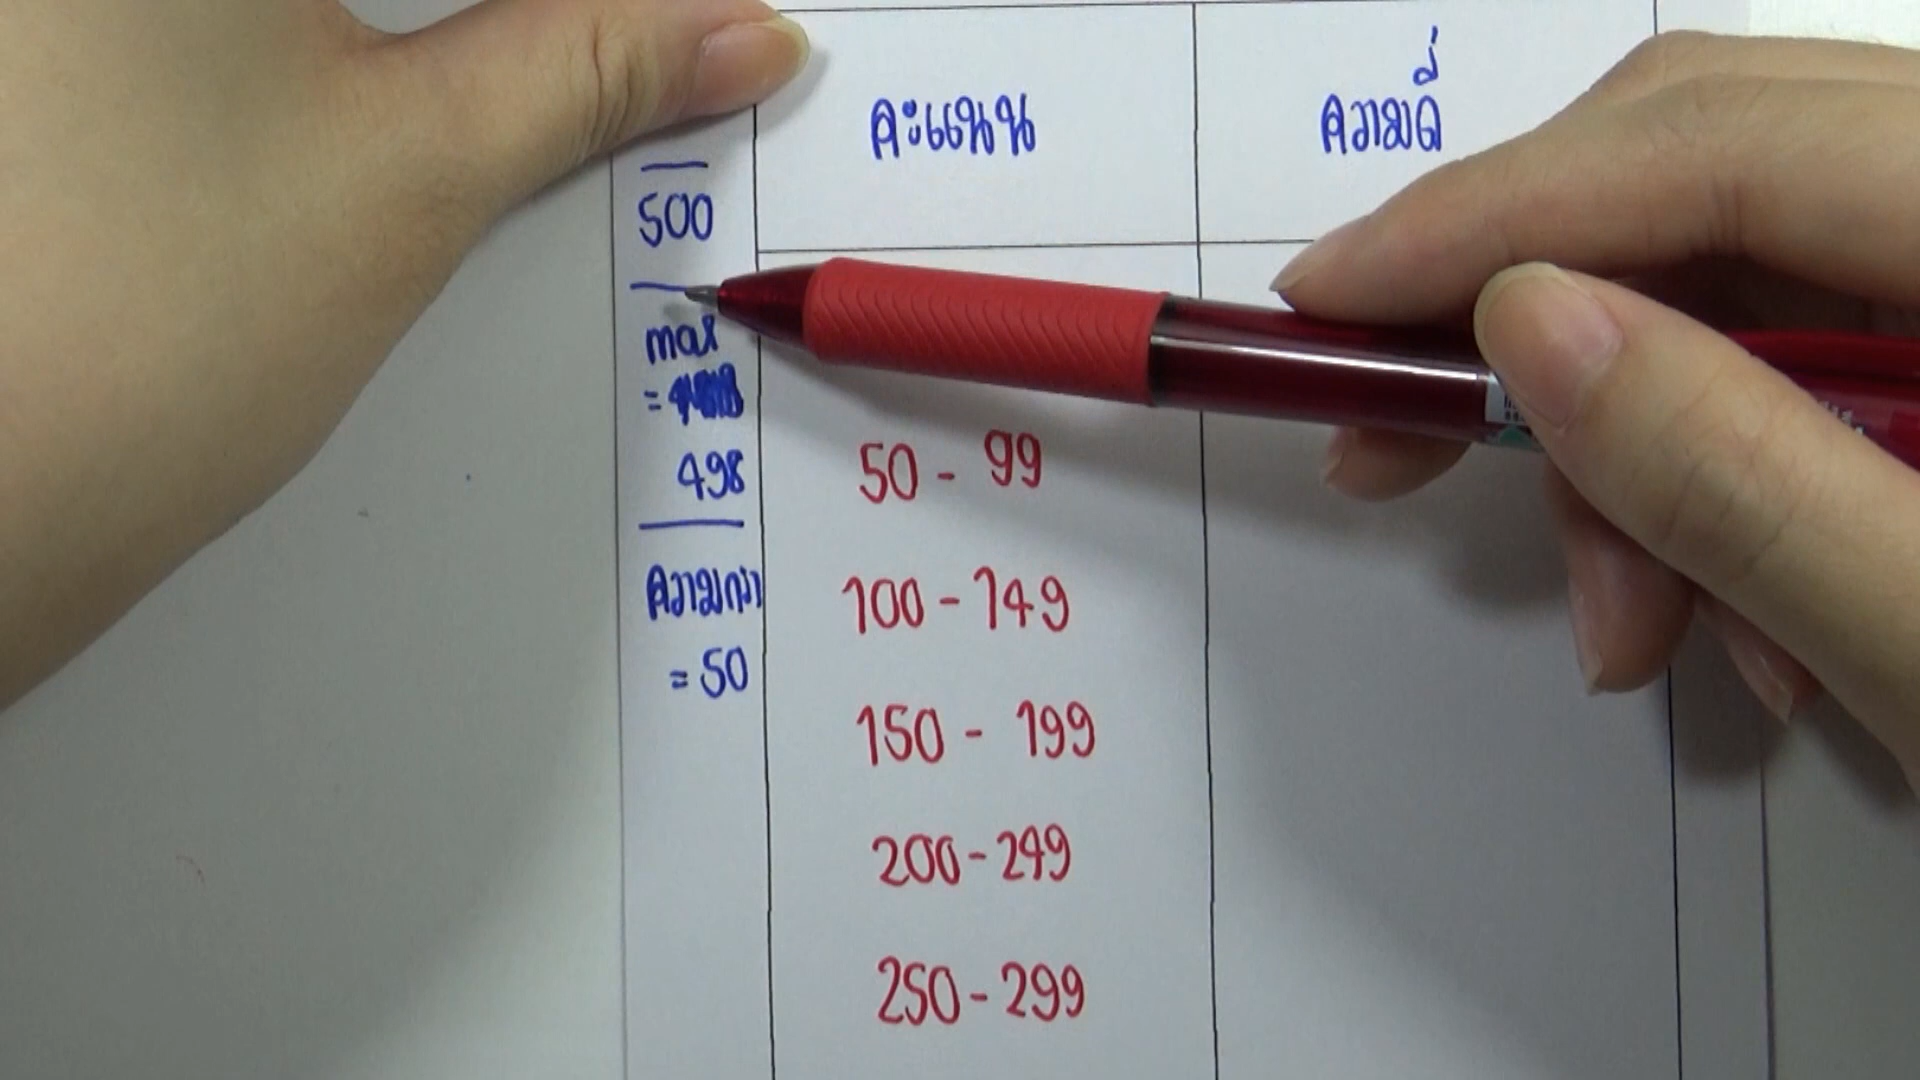 คะแนน
ความถี่
500
max
=
498
ความกว้า
= 50
50 - 99
100 - 149
150 - 199
200 - 249
250 - 299